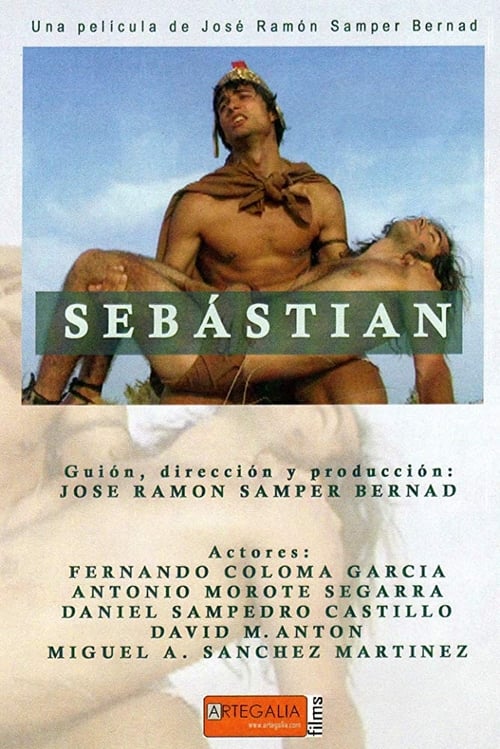 Una película de José Ramón Samper Bernad
SEBÁSTIAN
Guión, dirección y producción:
JOSE RAMON SAMPER BERNAD
Actores:
FERNANDO COLOMA GARCIA
ANTONIO MOROTE SEGARRA
DANIEL SAMPEDRO CASTILLO
DAVID M. ANTON
MIGUEL A. SANCHEZ MARTINEZ
ARTEGALIA
www.artegalia.com
films